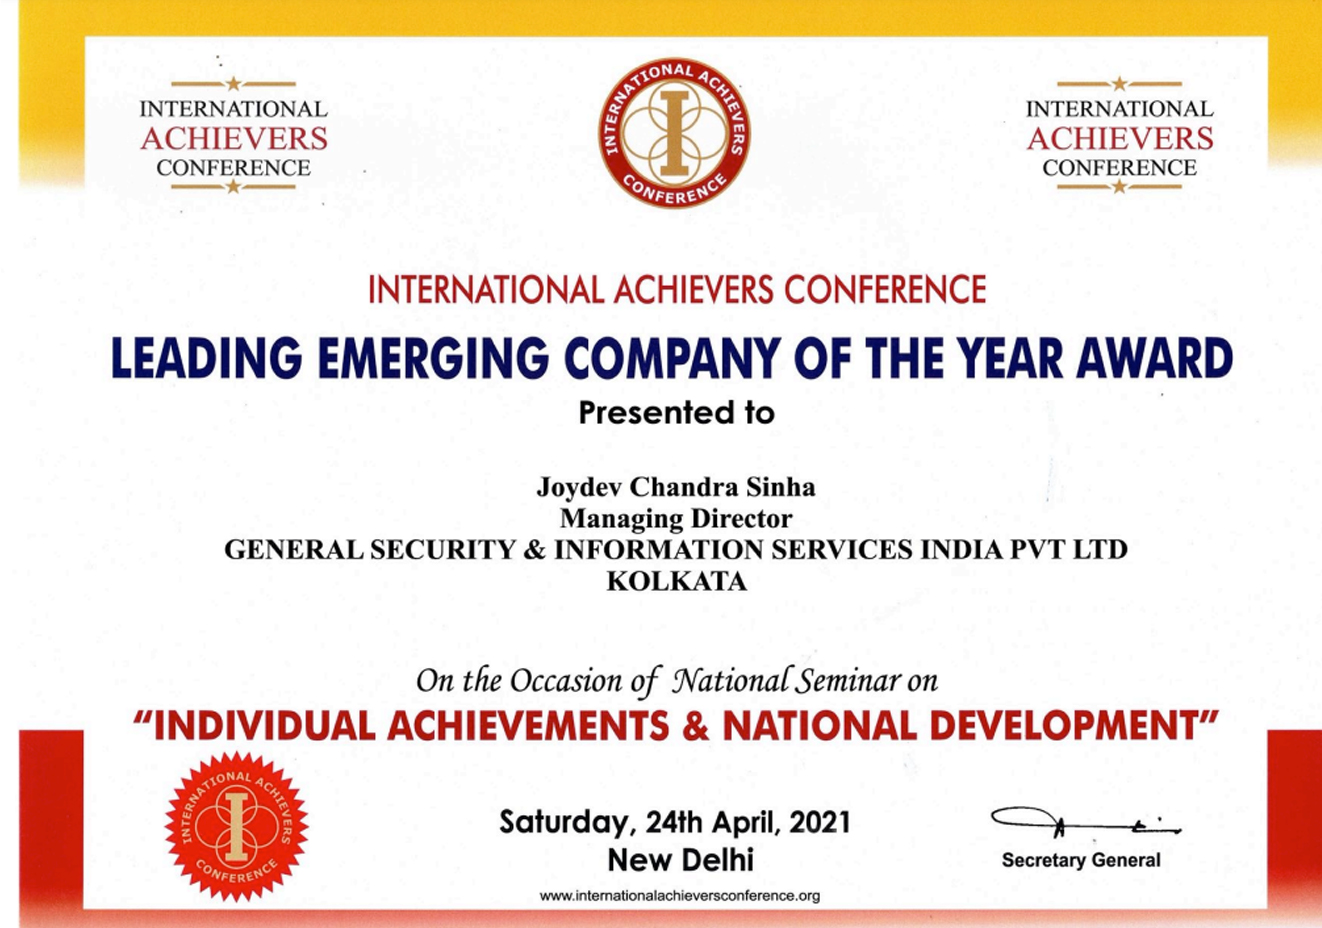 INTERNATIONAL
ACHIEVERS
CONFERENCE
INTERNATIONAL ACHIEVERS
CONFERENCE
I
INTERNATIONAL
ACHIEVERS
CONFERENCE
INTERNATIONAL ACHIEVERS CONFERENCE
LEADING EMERGING COMPANY OF THE YEAR AWARD
Presented to
Joydev Chandra Sinha
Managing Director
GENERAL SECURITY & INFORMATION SERVICES INDIA PVT LTD
KOLKATA
On the Occasion of National Seminar on
“INDIVIDUAL ACHIEVEMENTS & NATIONAL DEVELOPMENT”
INTERNATIONAL ACHIEVERS
CONFERENCE
I
Saturday, 24th April, 2021
New Delhi
www.internationalachieversconference.org
Secretary General